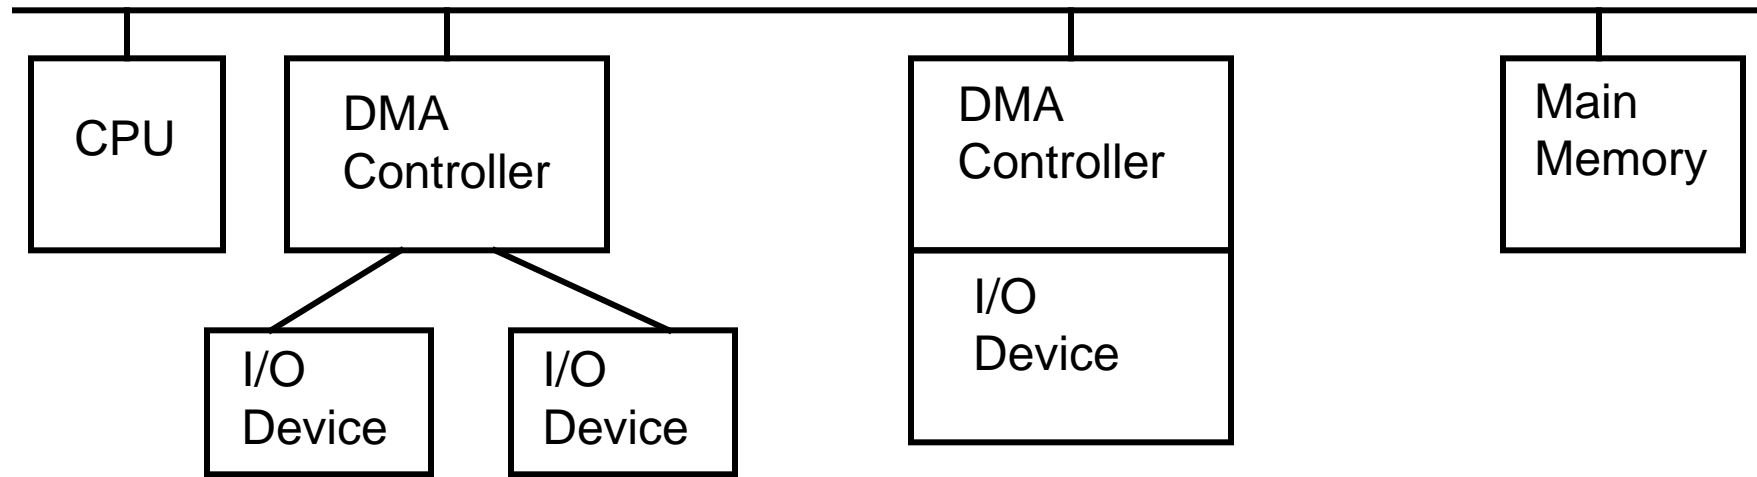 CPU
DMA
Controller
DMA
Controller
Main
Memory
I/O
Device
I/O
Device
I/O
Device